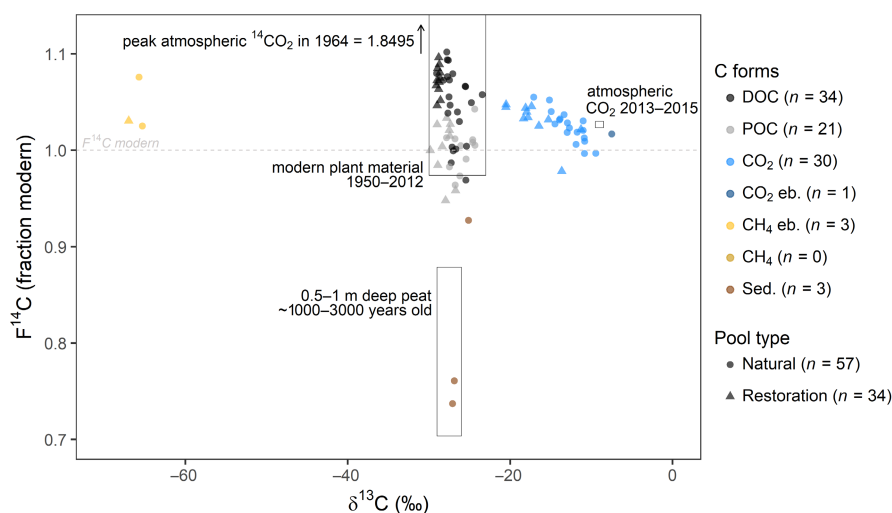 peak atmospheric ¹⁴CO₂ in 1964 = 1.8495
atmospheric
CO₂ 2013–2015
F¹⁴C modern
modern plant material
1950–2012
0.5–1 m deep peat
~1000–3000 years old
F¹⁴C (fraction modern)
1.1
1.0
0.9
0.8
0.7
−60
−40
−20
0
δ¹³C (‰)
C forms
DOC (n = 34)
POC (n = 21)
CO₂ (n = 30)
CO₂ eb. (n = 1)
CH₄ eb. (n = 3)
CH₄ (n = 0)
Sed. (n = 3)
Pool type
Natural (n = 57)
Restoration (n = 34)